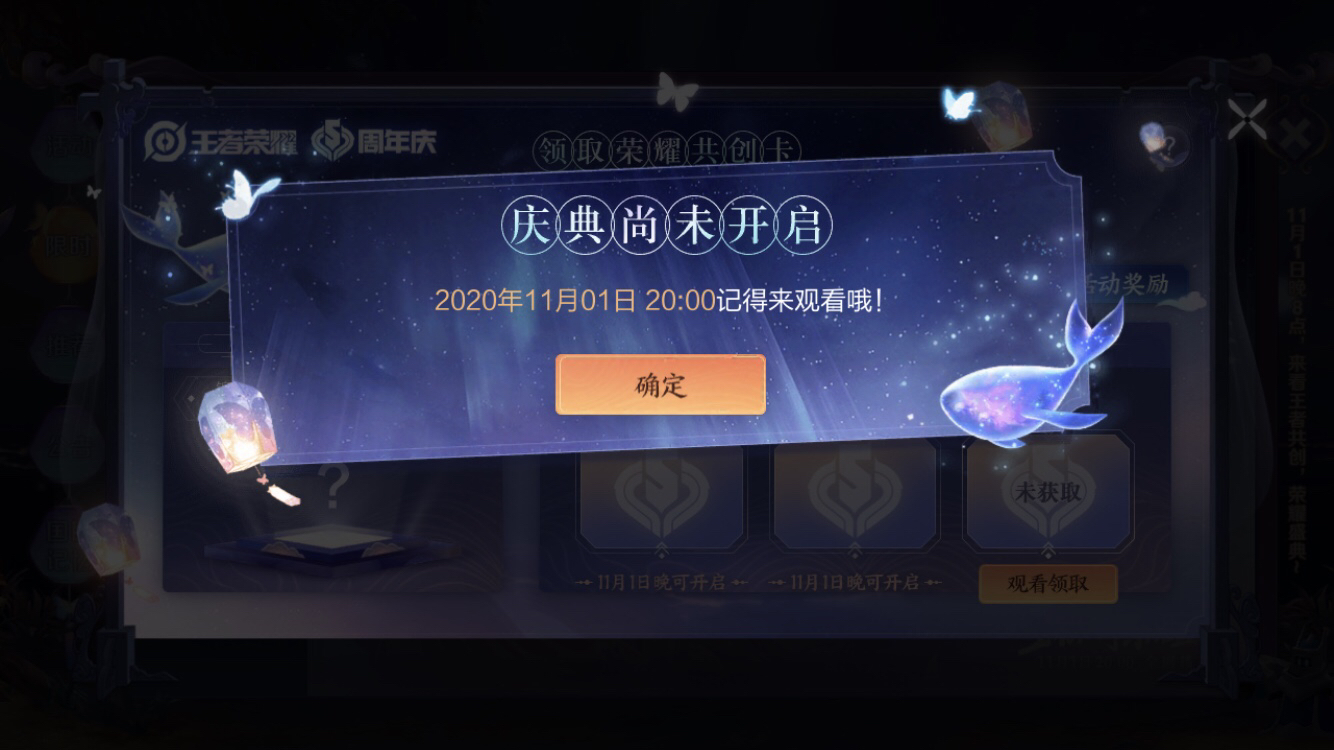 王者荣耀 5周年庆
领取荣耀共创卡
庆典尚未开启
2020年11月01日 20:00记得来观看哦!
确定
活动奖励
?
未获取
11月1日晚可开启
11月1日晚可开启
观看领取
限时